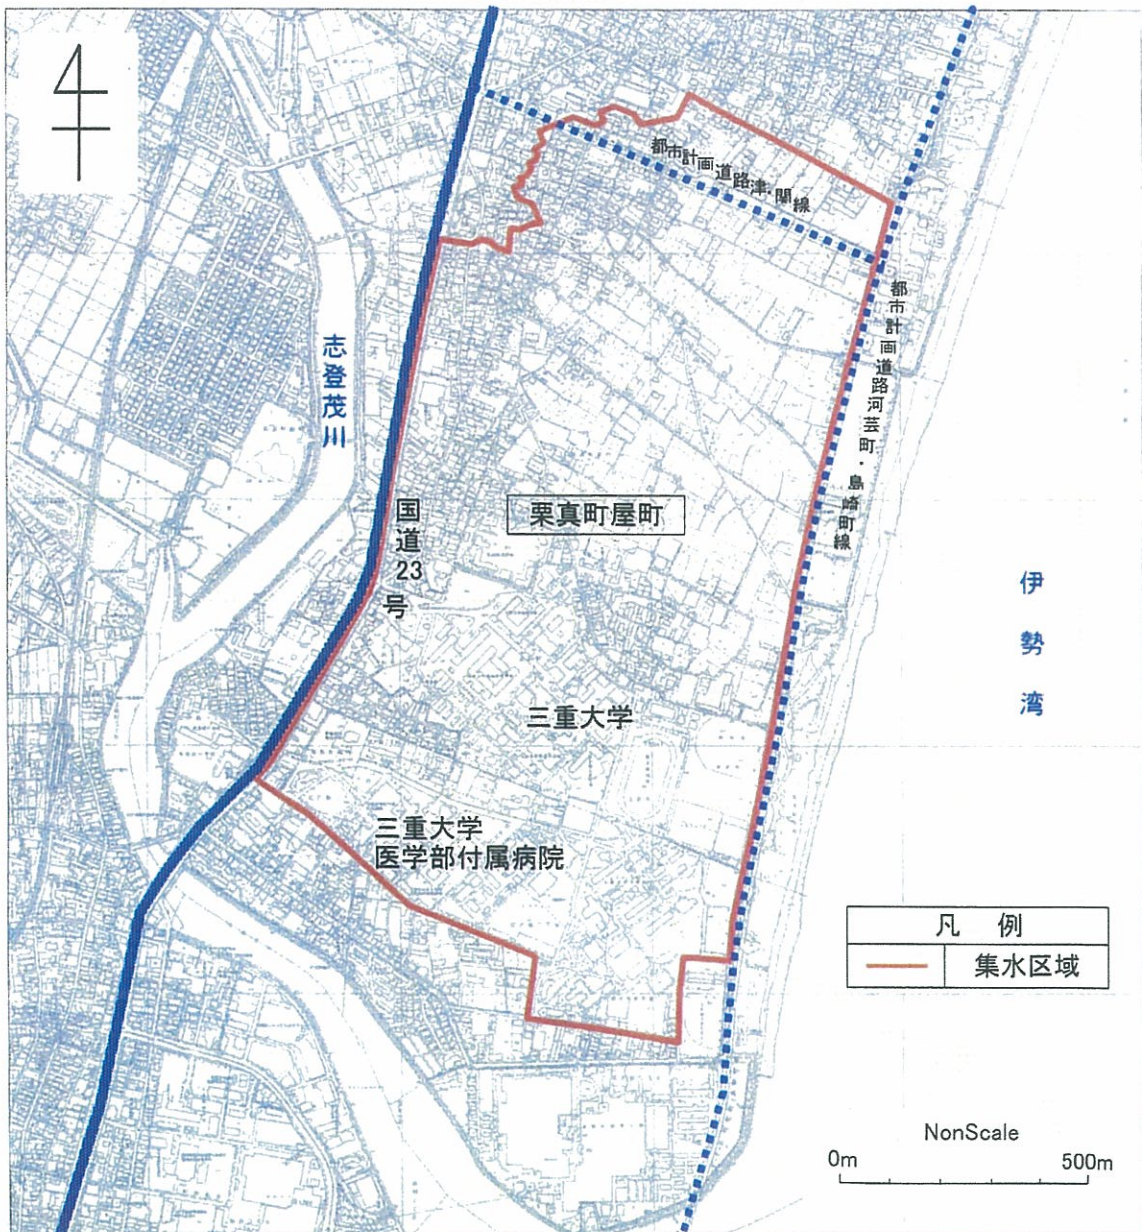 都市計画道路津・関線
都市計画道路河芸町・島崎町線
志登茂川
国道23号
栗真町屋町
伊勢湾
三重大学
三重大学
医学部付属病院
凡 例
集水区域
NonScale
0m 500m